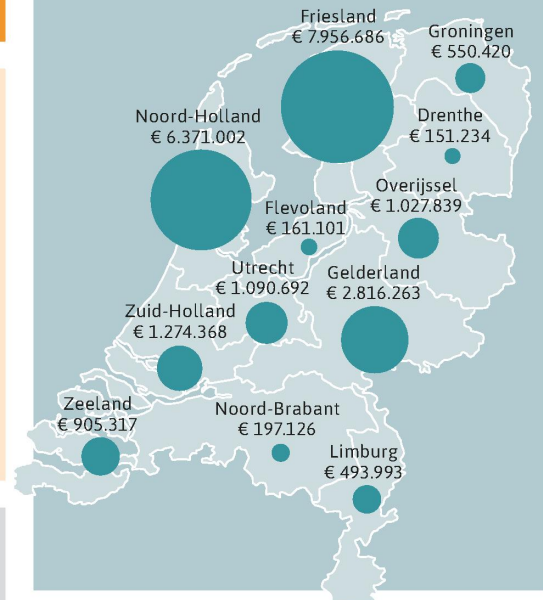 Friesland
€ 7.956.686
Groningen
€ 550.420
Noord-Holland
€ 6.371.002
Drenthe
€ 151.234
Overijssel
€ 1.027.839
Flevoland
€ 161.101
Utrecht
€ 1.090.692
Gelderland
€ 2.816.263
Zuid-Holland
€ 1.274.368
Zeeland
€ 905.317
Noord-Brabant
€ 197.126
Limburg
€ 493.993